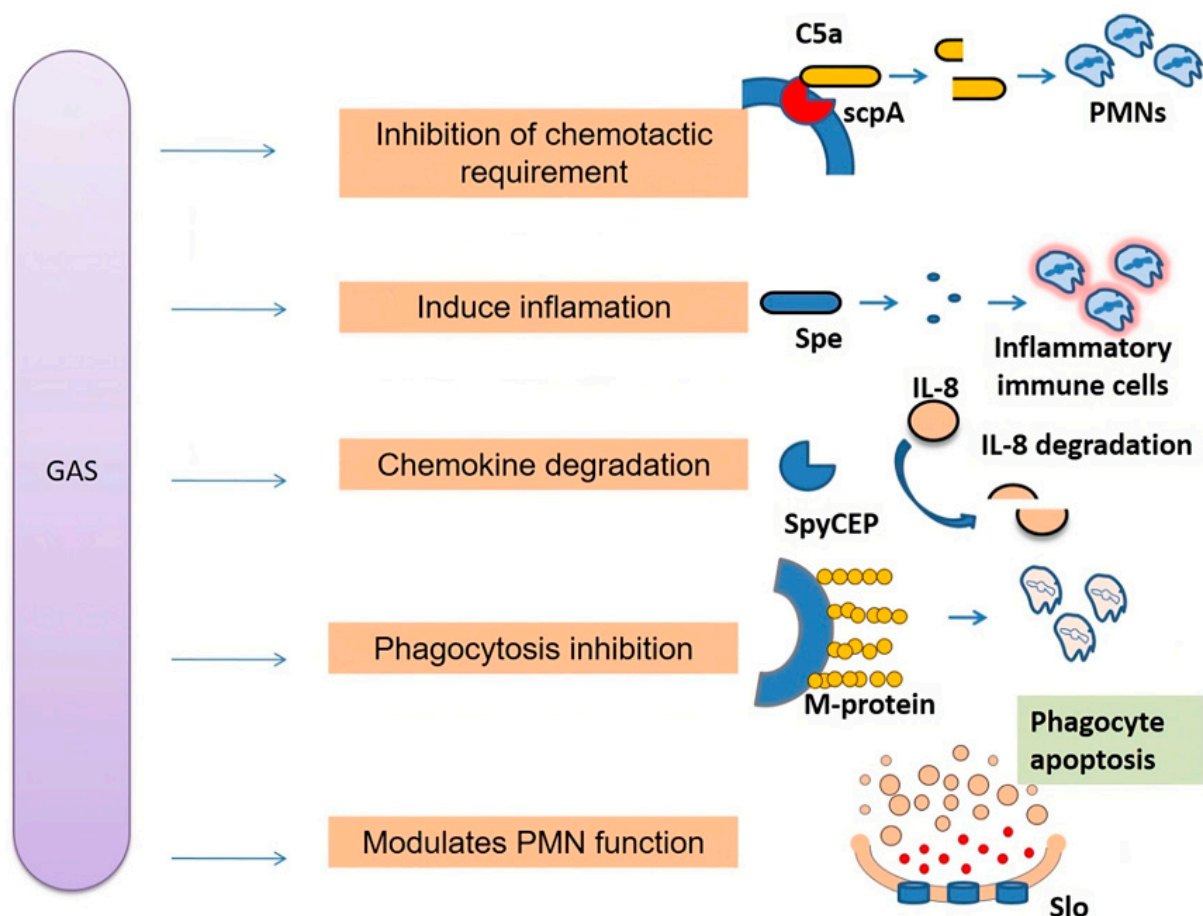 C5a
scpA
PMNs
Inhibition of chemotactic
requirement
Induce inflamation
Spe
Inflammatory
immune cells
GAS
Chemokine degradation
IL-8
IL-8 degradation
SpyCEP
Phagocytosis inhibition
M-protein
Phagocyte
apoptosis
Modulates PMN function
Slo